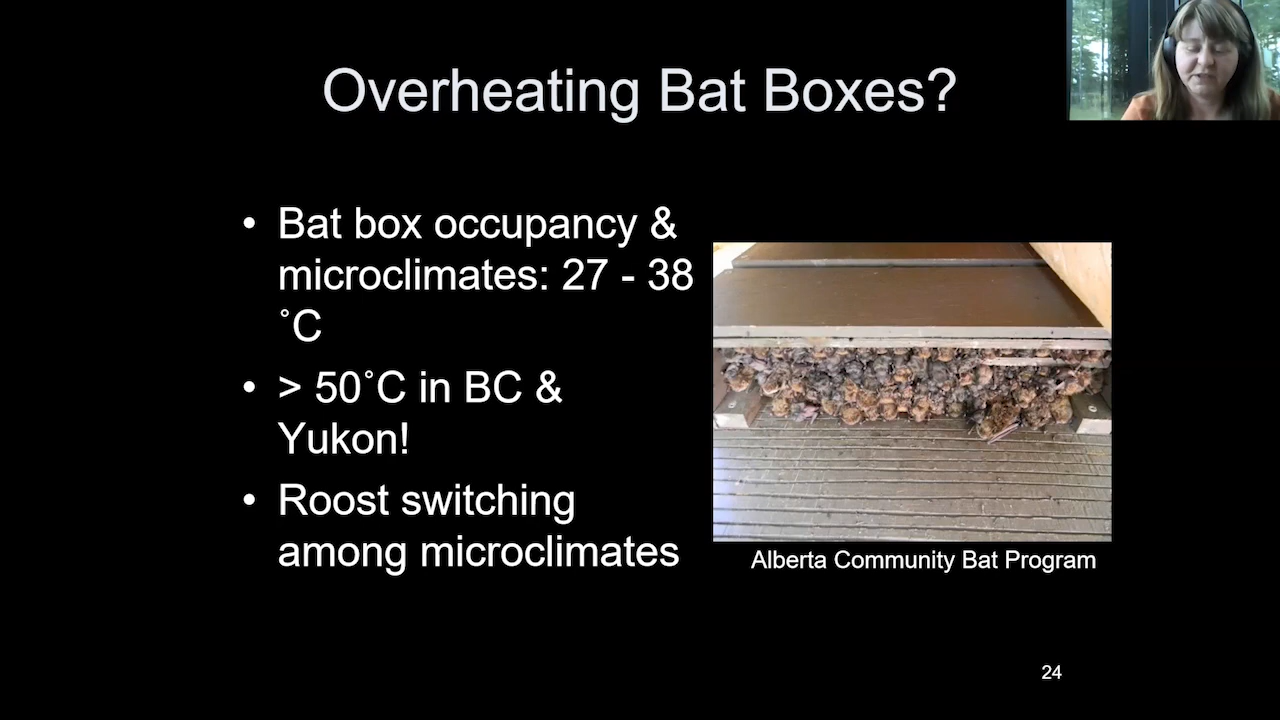 Overheating Bat Boxes?
• Bat box occupancy &
microclimates: 27 - 38
˚C
• > 50˚C in BC &
Yukon!
• Roost switching
among microclimates
Alberta Community Bat Program
24